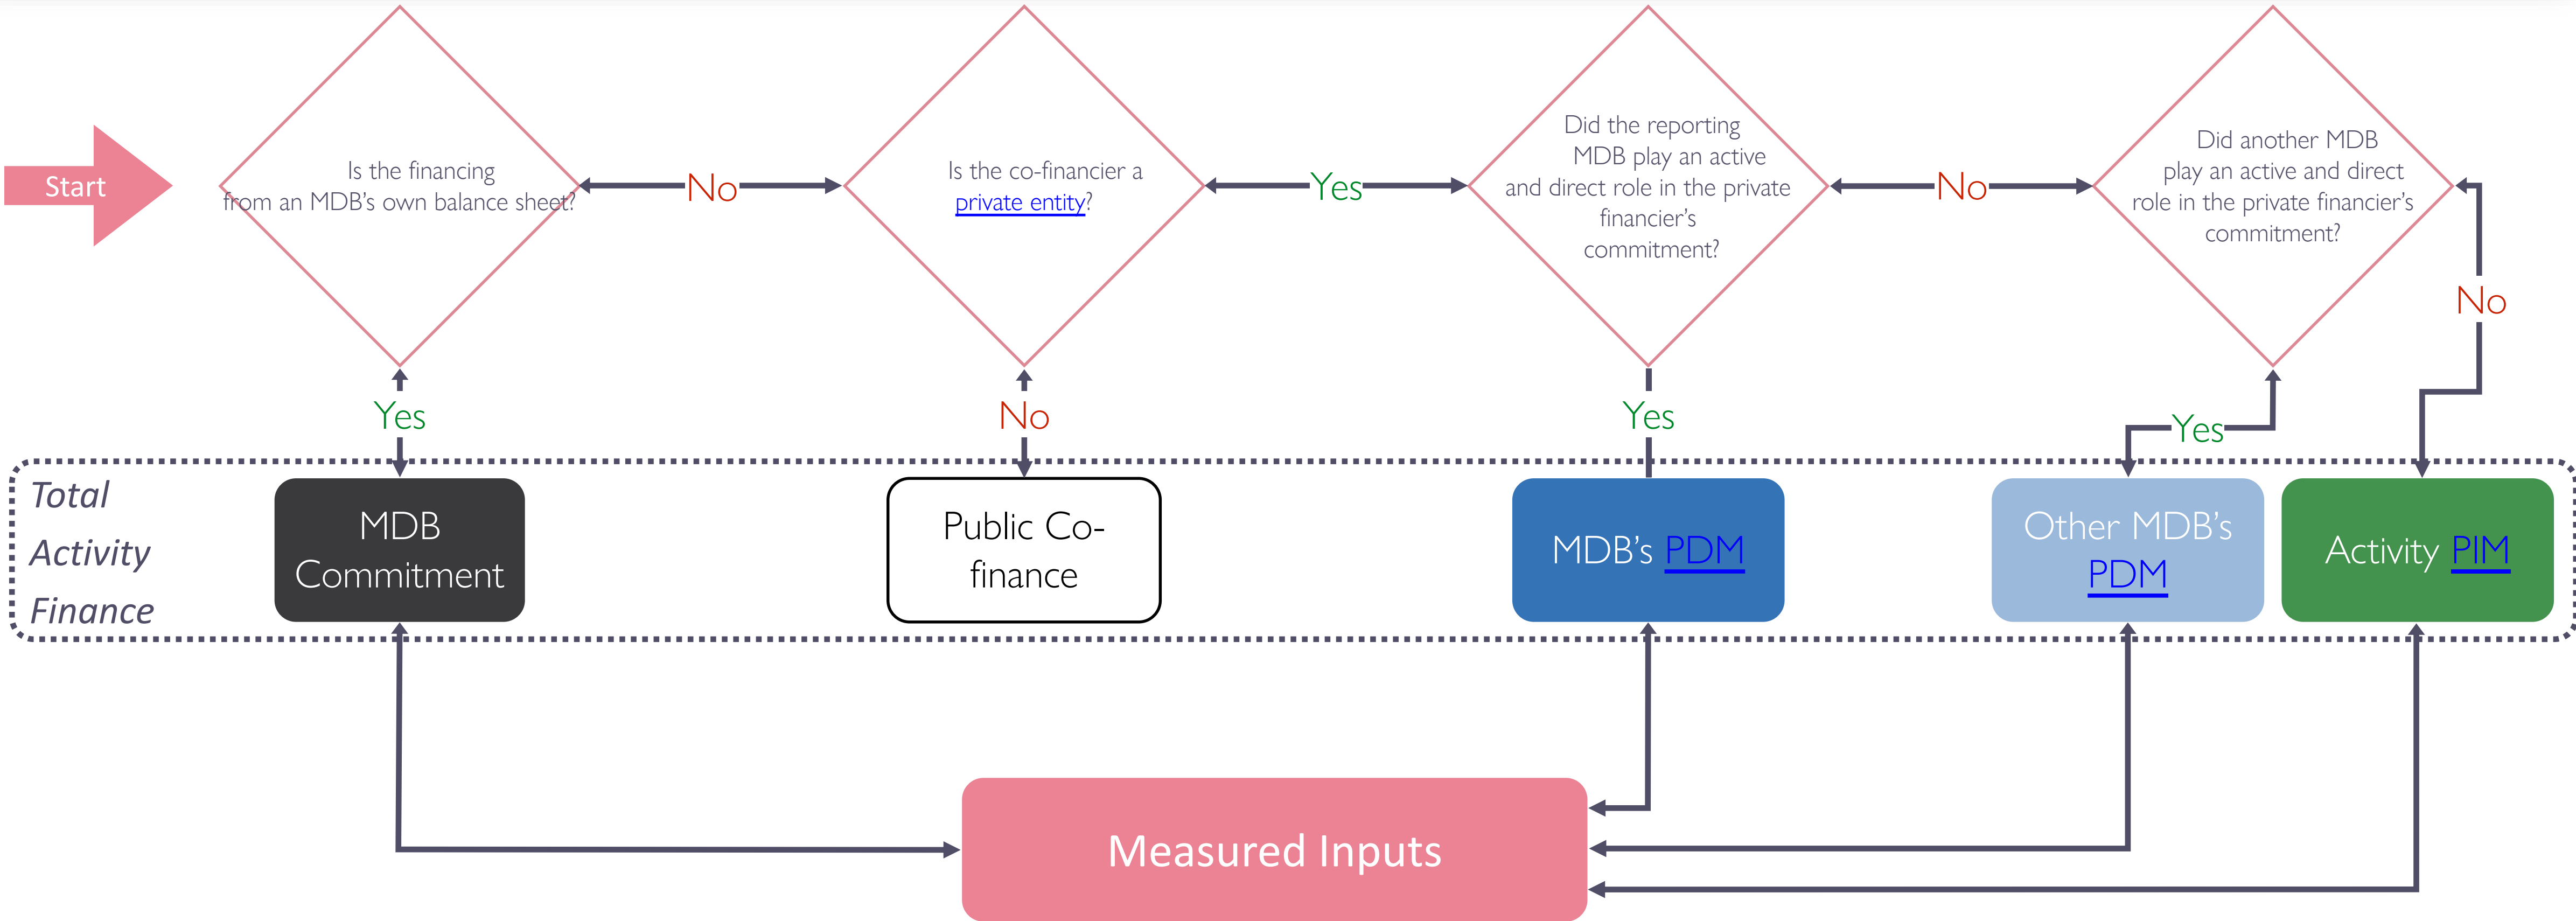 Start
Is the financing
from an MDB's own balance sheet?
No
Is the co-financier a
private entity?
Yes
Did the reporting
MDB play an active
and direct role in the private
financier's
commitment?
No
Did another MDB
play an active and direct
role in the private financier's
commitment?
No
Yes
No
Yes
Yes
Total
Activity
Finance
MDB
Commitment
Public Co-
finance
MDB's PDM
Other MDB's
PDM
Activity PIM
Measured Inputs